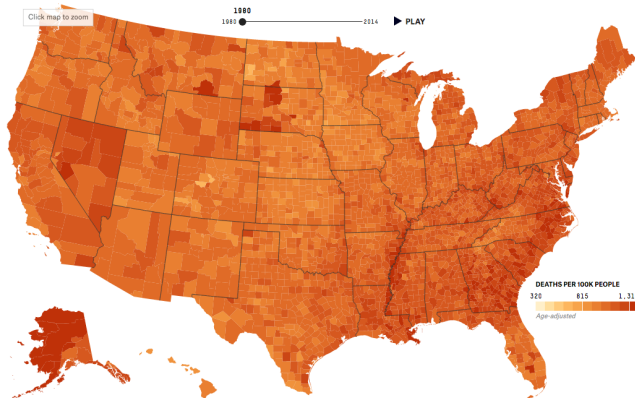 Click map to zoom
1980
1980
2014
PLAY
DEATHS PER 100K PEOPLE
320 815 1,31
Age-adjusted